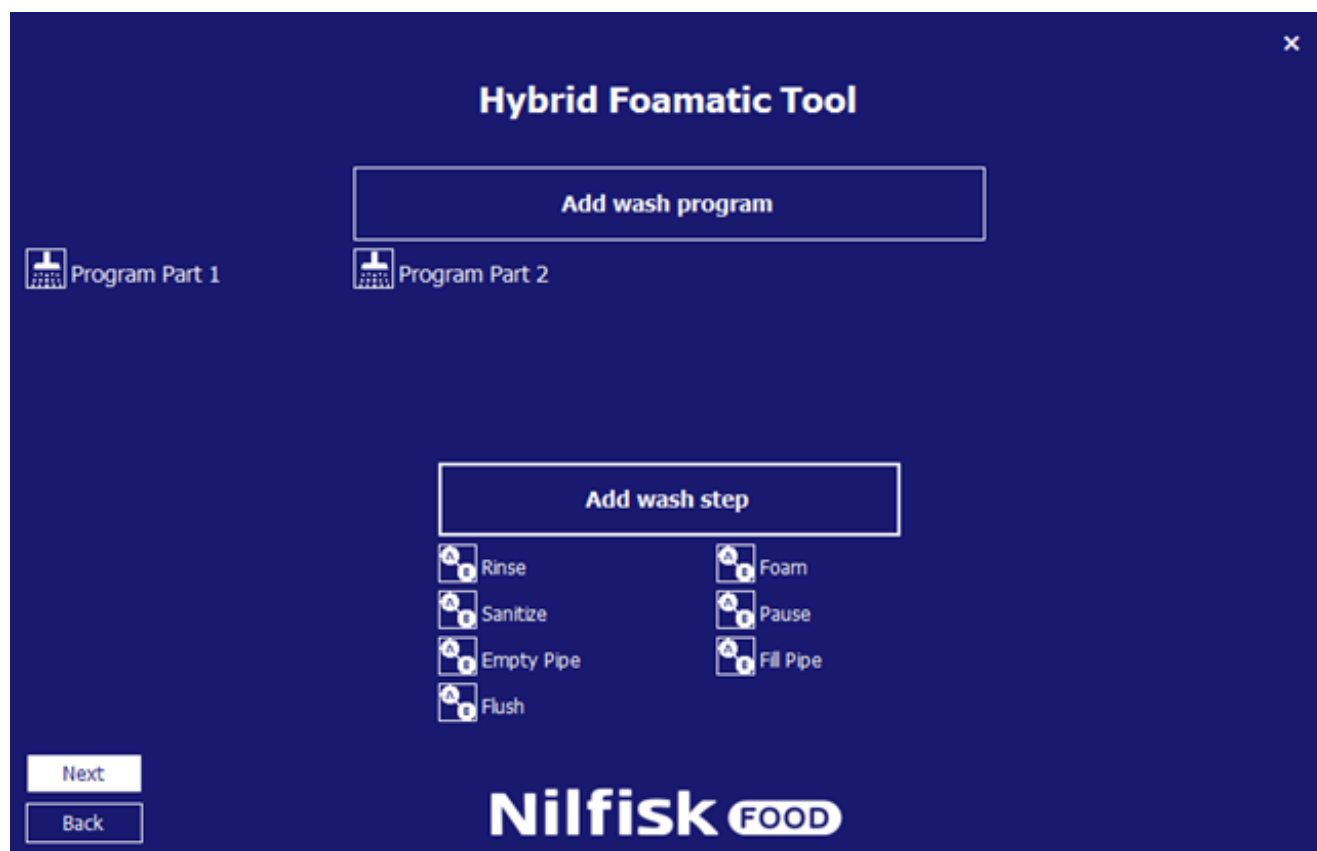 ×
Hybrid Foamatic Tool
Add wash program
Program Part 1 Program Part 2
Add wash step
Rinse Foam
Sanitize Pause
Empty Pipe Fill Pipe
Flush
Next
Back
Nilfisk FOOD